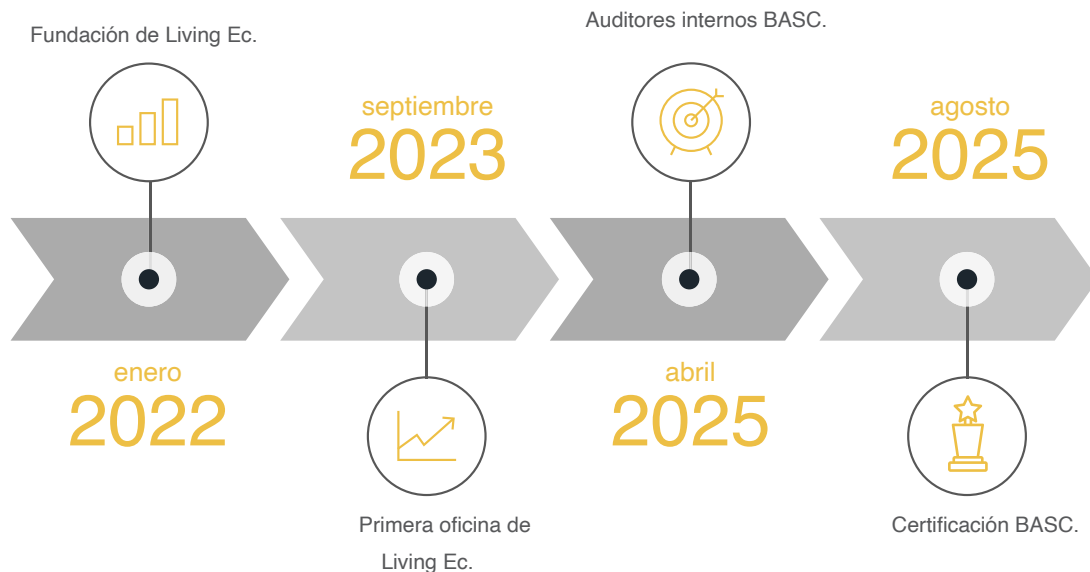 Fundación de Living Ec.
enero
2022
septiembre
2023
Primera oficina de
Living Ec.
Auditores internos BASC.
abril
2025
agosto
2025
Certificación BASC.